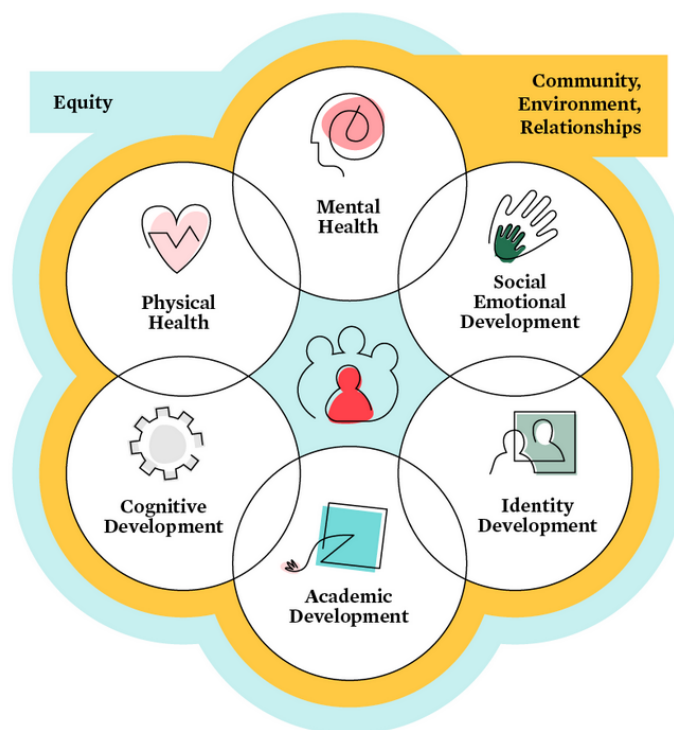 Equity
Community,
Environment,
Relationships
Mental
Health
Physical
Health
Social
Emotional
Development
Cognitive
Development
Identity
Development
Academic
Development